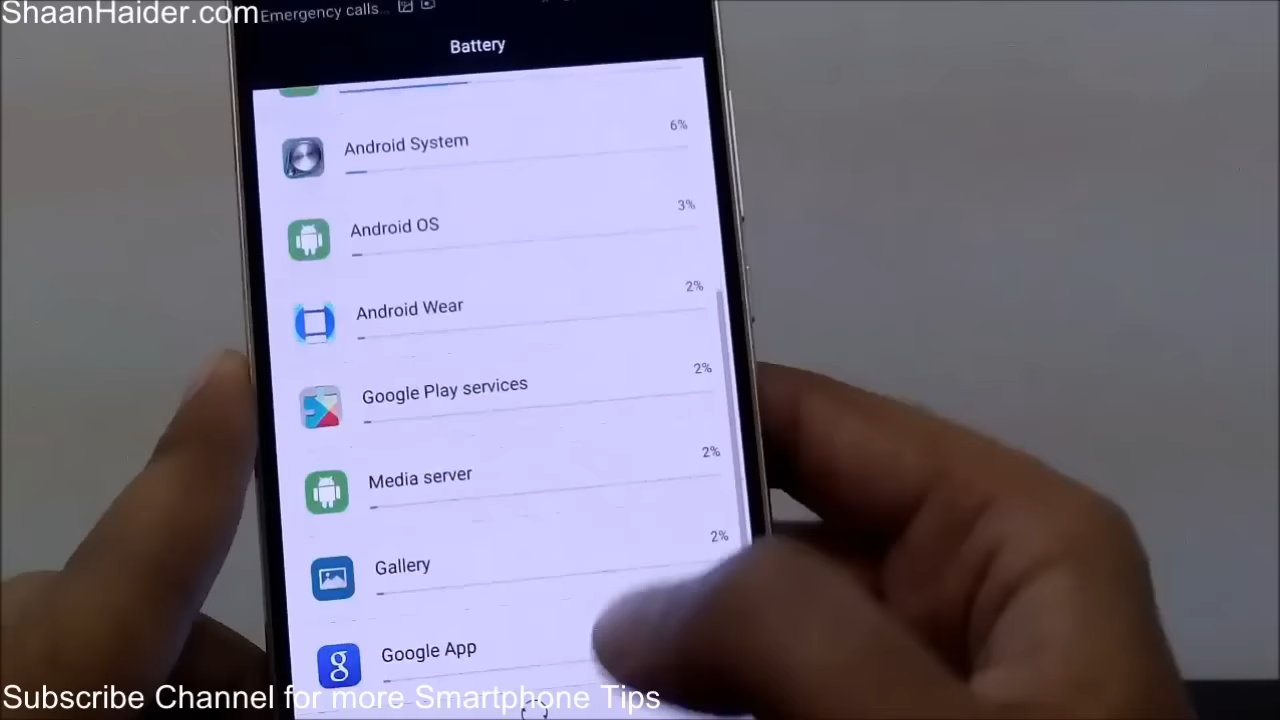 ShaanHaider.com
Emergency calls...
Battery
Android System 6%
Android OS 3%
Android Wear 2%
Google Play services 2%
Media server 2%
Gallery 2%
Google App
Subscribe Channel for more Smartphone Tips